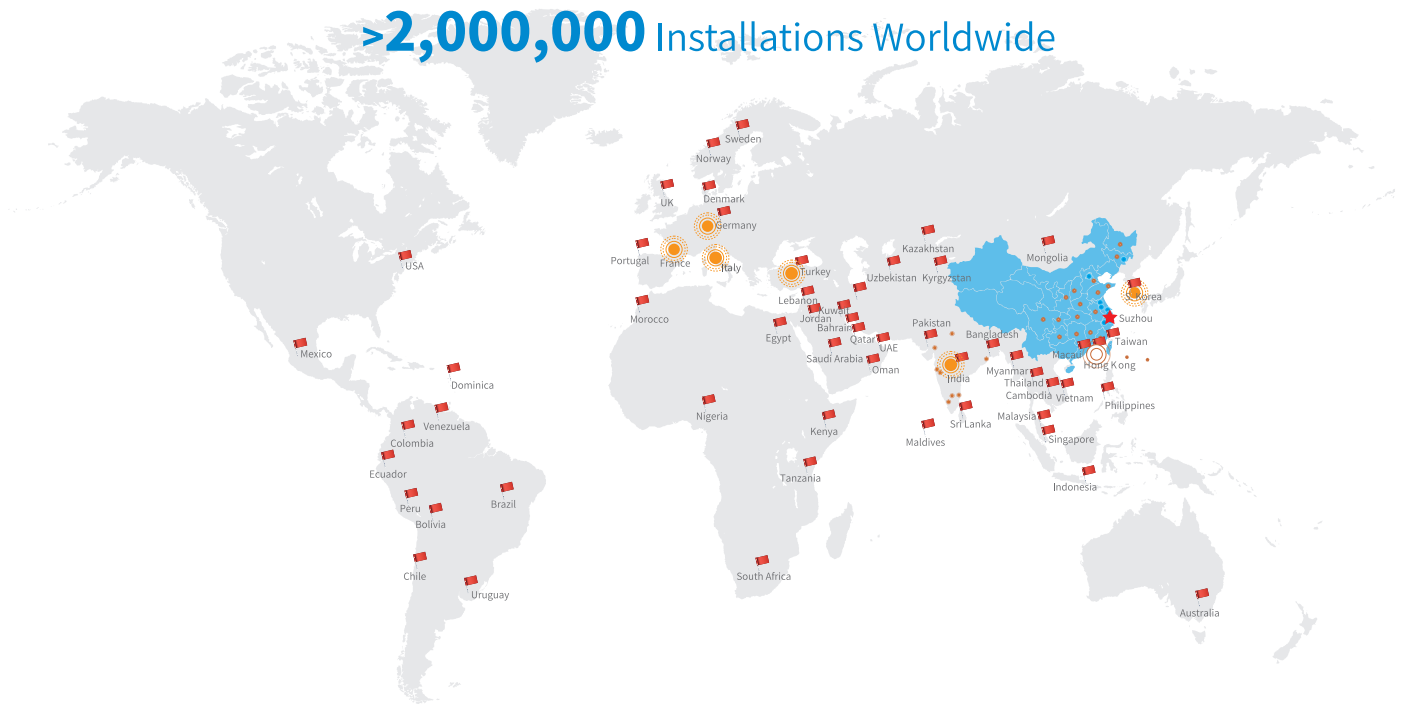 >2,000,000 Installations Worldwide
Sweden
Norway
UK
Denmark
Germany
Portugal
France
Italy
Turkey
Kazakhstan
Mongolia
Uzbekistan
Kyrgyzstan
USA
Lebanon
S. Korea
Morocco
Jordan
Kuwait
Suzhou
Egypt
Bahrain
Pakistan
Bangladesh
Qatar
UAE
Taiwan
Mexico
Saudi Arabia
Macau
Hong Kong
Oman
India
Myanmar
Thailand
Dominica
Cambodia
Vietnam
Philippines
Nigeria
Malaysia
Venezuela
Kenya
Sri Lanka
Colombia
Maldives
Singapore
Ecuador
Tanzania
Indonesia
Peru
Brazil
Bolivia
Chile
South Africa
Uruguay
Australia